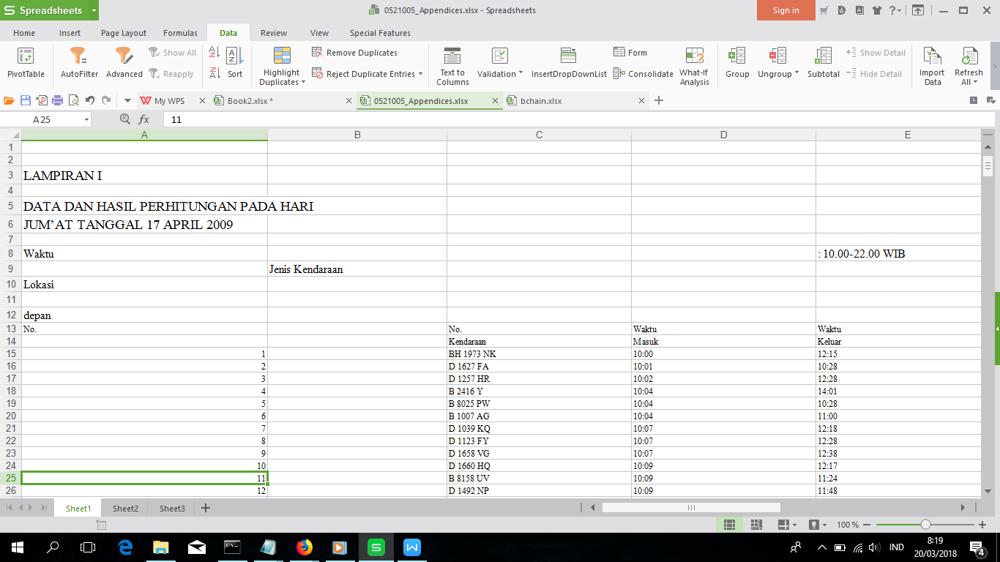 Spreadsheets
0521005_Appendices.xlsx - Spreadsheets
Sign in
Home Insert Page Layout Formulas Data Review View Special Features
PivotTable AutoFilter Advanced Show All Reapply Sort Highlight Duplicates Remove Duplicates Reject Duplicate Entries Text to Columns Validation InsertDropDownList Form Consolidate What-If Analysis Group Ungroup Subtotal Show Detail Hide Detail Import Data Refresh All
My WPS Book2.xlsx * 0521005_Appendices.xlsx bchain.xlsx
A25 fx 11
A B C D E
1
2
3 LAMPIRAN I
4
5 DATA DAN HASIL PERHITUNGAN PADA HARI
6 JUM’AT TANGGAL 17 APRIL 2009
7
8 Waktu : 10.00-22.00 WIB
9 Jenis Kendaraan
10 Lokasi
11
12 depan
13 No. No. Waktu Waktu
14 Kendaraan Masuk Keluar
15 1 BH 1973 NK 10:00 12:15
16 2 D 1627 FA 10:01 10:28
17 3 D 1257 HR 10:02 12:28
18 4 B 2416 Y 10:04 14:01
19 5 B 8025 PW 10:04 10:28
20 6 B 1007 AG 10:04 11:00
21 7 D 1039 KQ 10:07 12:18
22 8 D 1123 FY 10:07 12:28
23 9 D 1658 VG 10:07 12:38
24 10 D 1660 HQ 10:09 12:17
25 11 B 8158 UV 10:09 11:24
26 12 D 1492 NP 10:09 11:48
Sheet1 Sheet2 Sheet3
100 %
IND
8:19
20/03/2018
4